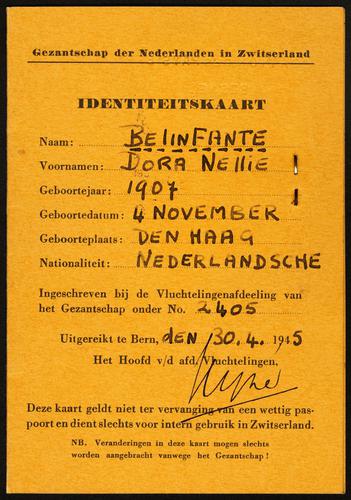 Gezantschap der Nederlanden in Zwitserland
IDENTITEITSKAART
Naam: BELINFANTE
Voornamen: DORA NELLIE
Geboortejaar: 1907
Geboortedatum: 4 NOVEMBER
Geboorteplaats: DEN HAAG
Nationaliteit: NEDERLANDSCHE
Ingeschreven bij de Vluchtelingenafdeeling van
het Gezantschap onder No. 2405
Uitgereikt te Bern, DEN 30.4. 1945
Het Hoofd v/d afd. Vluchtelingen,
Deze kaart geldt niet ter vervanging van een wettig pas-
poort en dient slechts voor intern gebruik in Zwitserland.
NB. Veranderingen in deze kaart mogen slechts
worden aangebracht vanwege het Gezantschap!